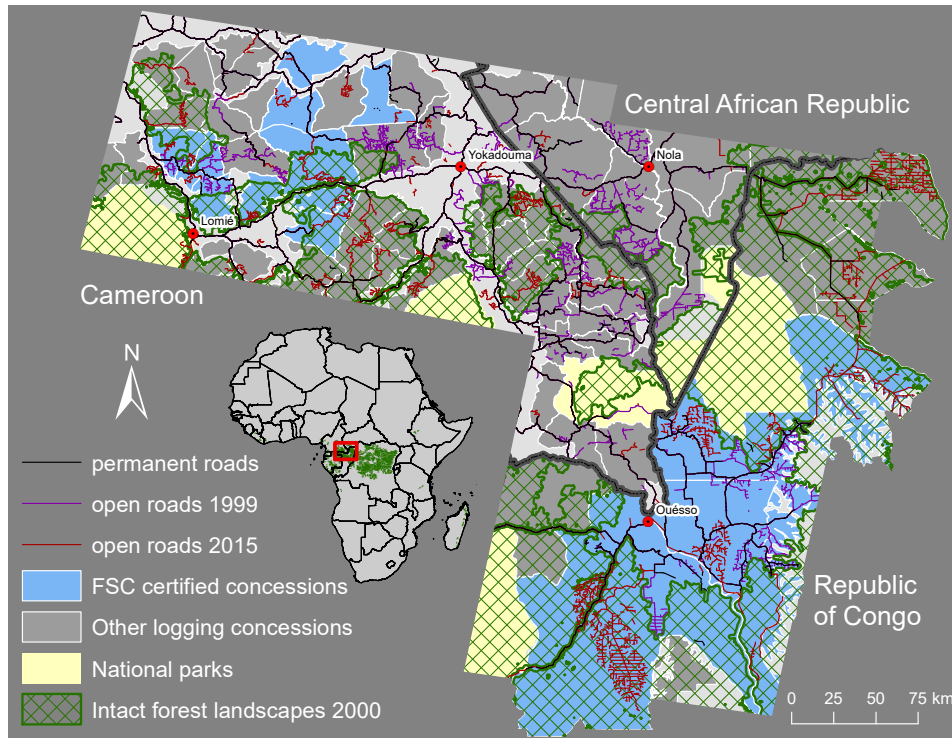 Central African Republic
Yokadouma
Nola
Lomié
Cameroon
N
permanent roads
open roads 1999
open roads 2015
FSC certified concessions
Other logging concessions
National parks
Intact forest landscapes 2000
Ouésso
Republic
of Congo
0 25 50 75 km